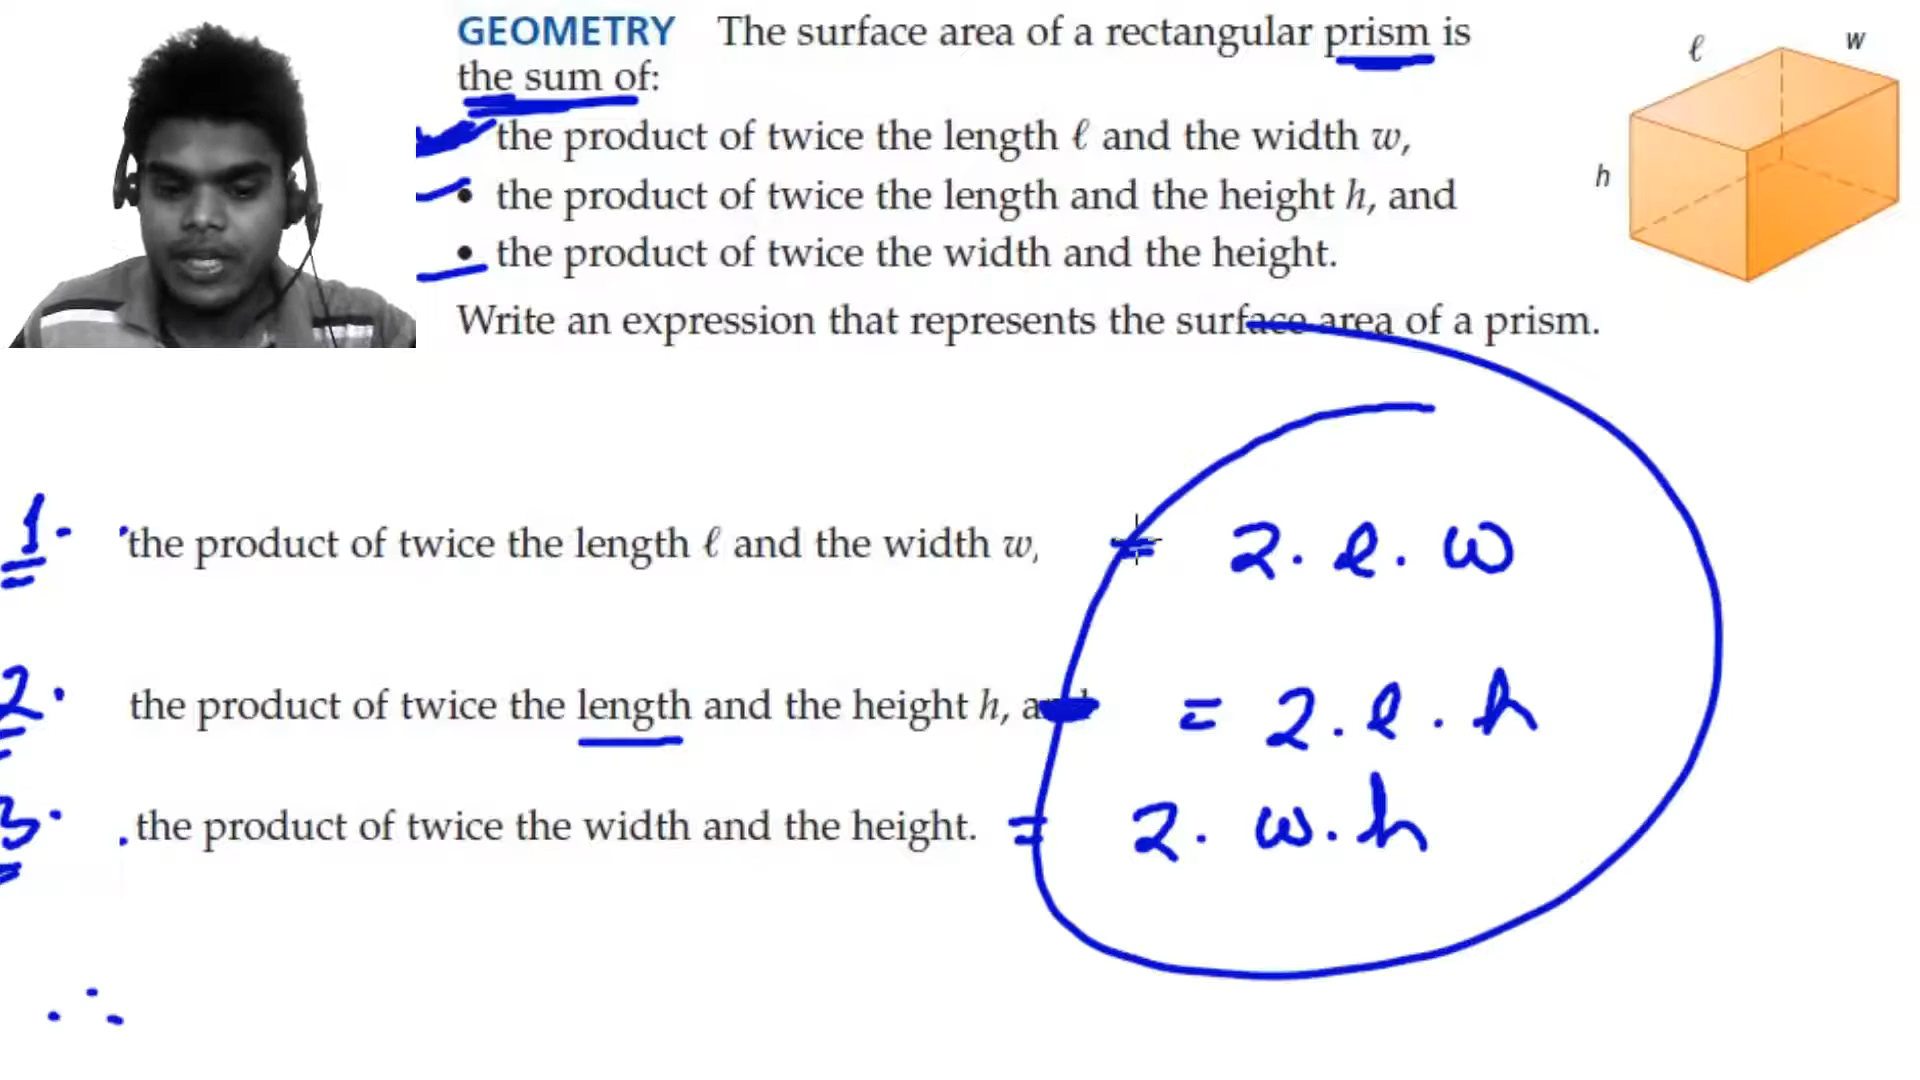 GEOMETRY The surface area of a rectangular prism is
the sum of:
the product of twice the length ℓ and the width w,
• the product of twice the length and the height h, and
• the product of twice the width and the height.
Write an expression that represents the surface area of a prism.
ℓ
w
h
1. the product of twice the length ℓ and the width w, = 2 . ℓ . w
2. the product of twice the length and the height h, = 2 . ℓ . h
3. the product of twice the width and the height. = 2 . w . h
∴